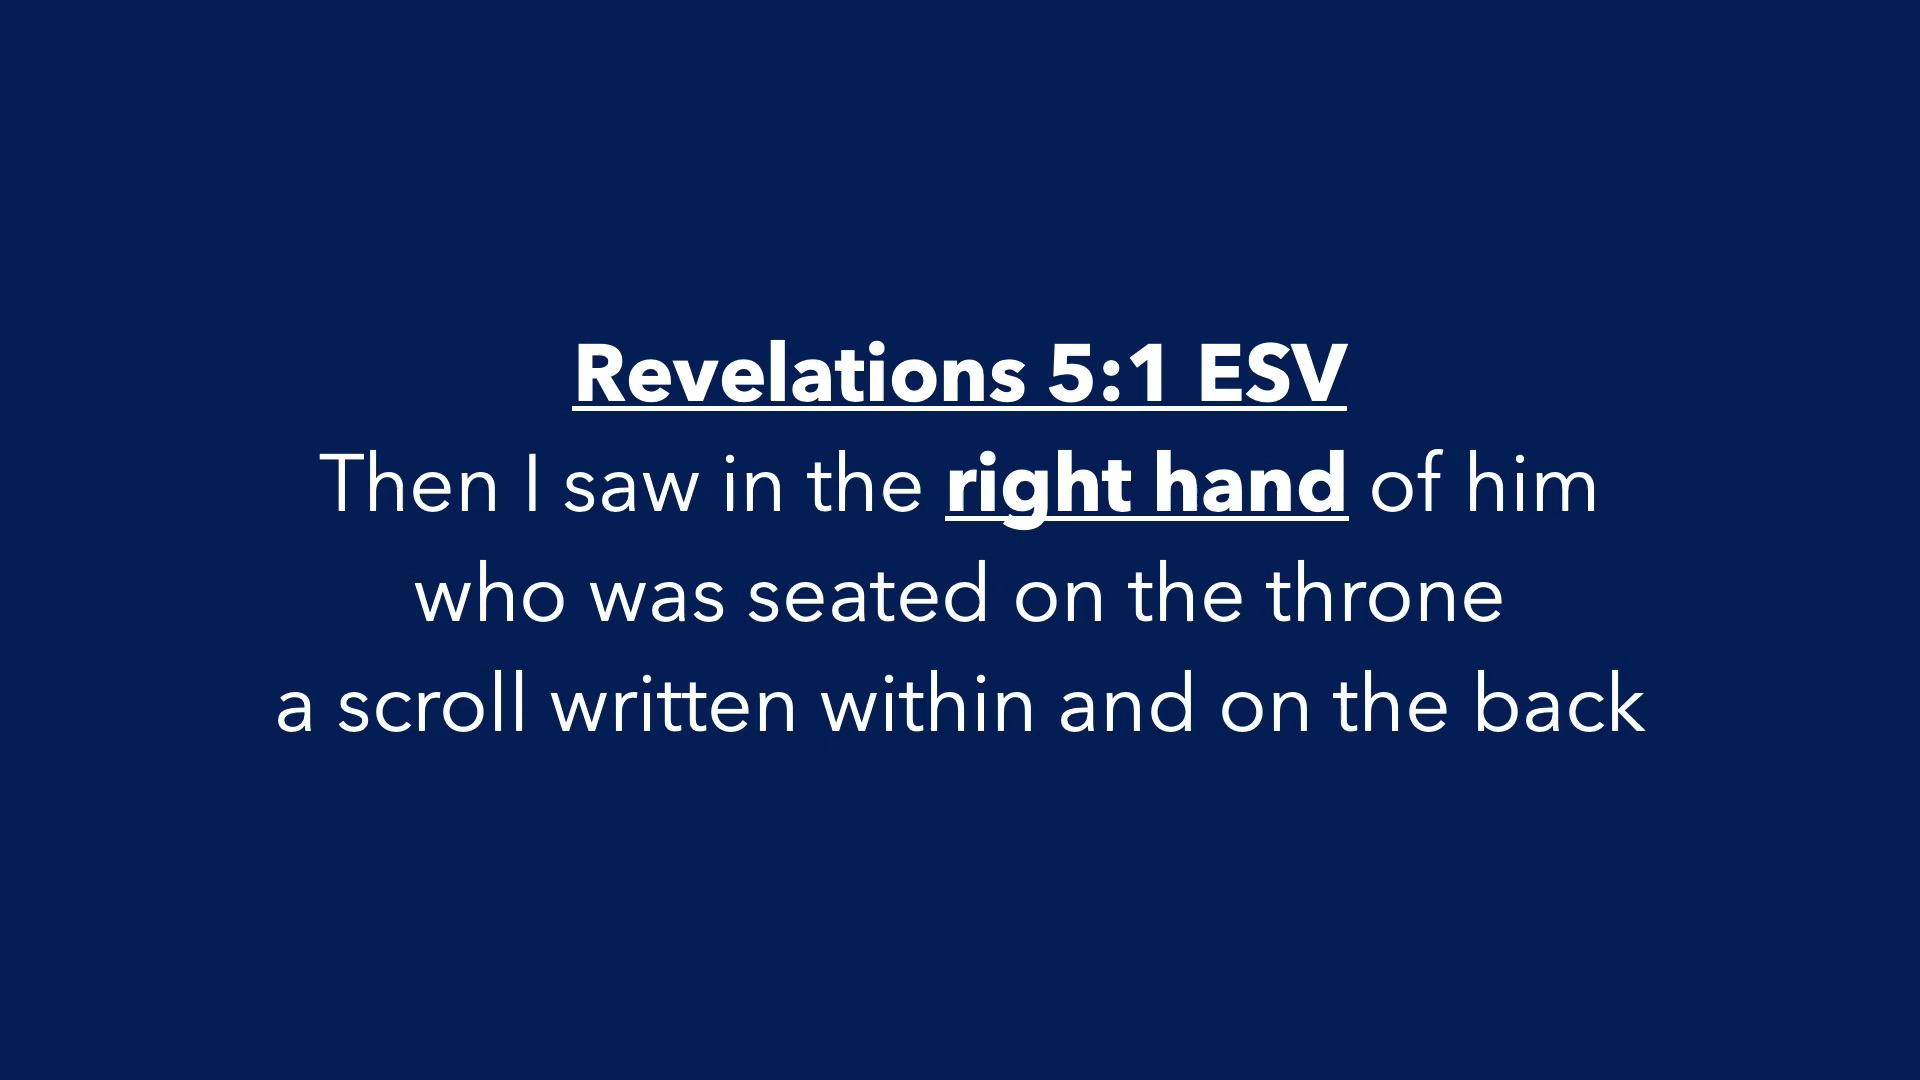 Revelations 5:1 ESV
Then I saw in the right hand of him
who was seated on the throne
a scroll written within and on the back